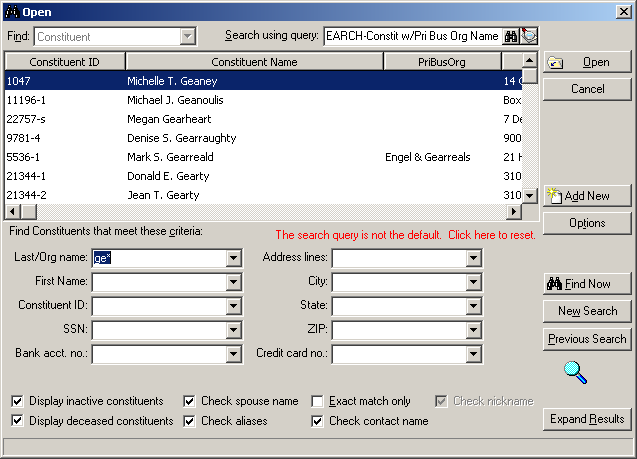 Open
Find: Constituent Search using query: EARCH-Constit w/Pri Bus Org Name
Constituent ID Constituent Name PriBusOrg
1047 Michelle T. Geaney 14
11196-1 Michael J. Geanoulis Box
22757-s Megan Gearheart 7 De
9781-4 Denise S. Gearraughty 900
5536-1 Mark S. Gearreald Engel & Gearreals 21
21344-1 Donald E. Gearty 310
21344-2 Jean T. Gearty 310
Open
Cancel
Add New
Options
Find Constituents that meet these criteria:
The search query is not the default. Click here to reset.
Last/Org name: ge* Address lines:
First Name: City:
Constituent ID: State:
SSN: ZIP:
Bank acct. no.: Credit card no.:
Find Now
New Search
Previous Search
Display inactive constituents Check spouse name Exact match only Check nickname
Display deceased constituents Check aliases Check contact name
Expand Results